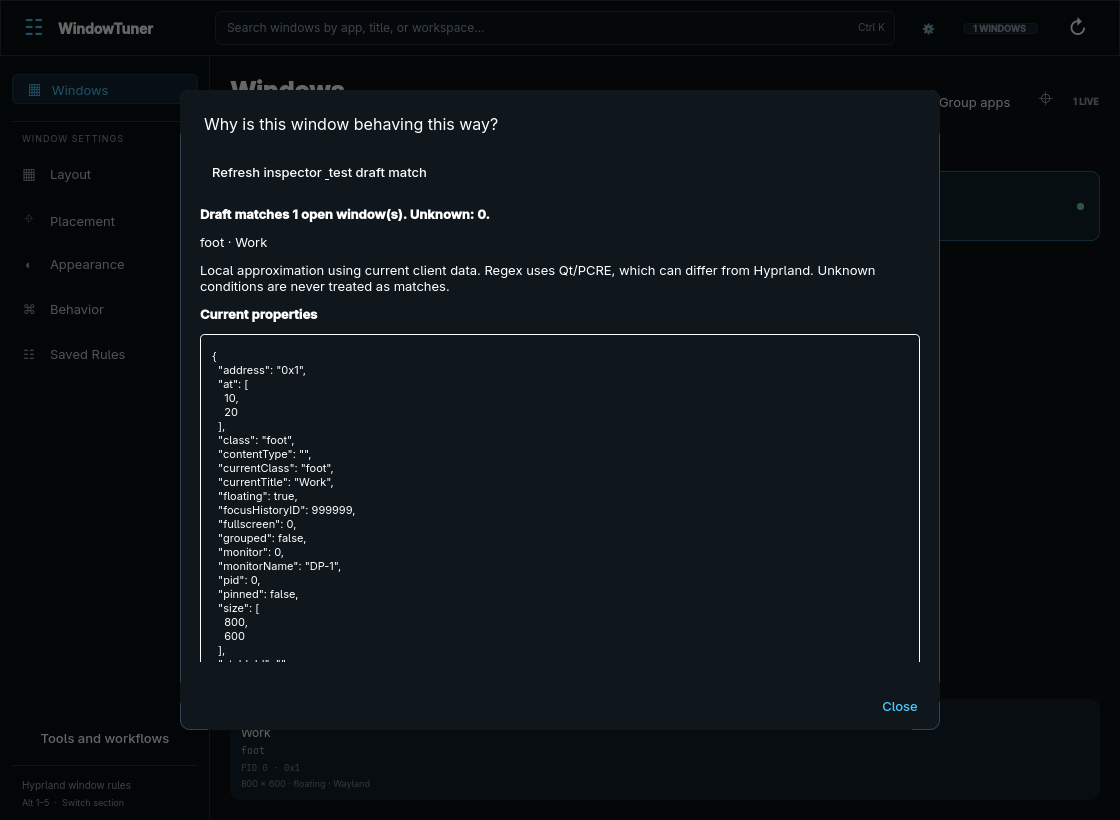 WindowTuner
Search windows by app, title, or workspace...
Ctrl K
1 WINDOWS
Windows
Windows
Group apps
1 LIVE
WINDOW SETTINGS
Layout
Placement
Appearance
Behavior
Saved Rules
Why is this window behaving this way?
Refresh inspector _test draft match
Draft matches 1 open window(s). Unknown: 0.
foot · Work
Local approximation using current client data. Regex uses Qt/PCRE, which can differ from Hyprland. Unknown
conditions are never treated as matches.
Current properties
{
"address": "0x1",
"at": [
10,
20
],
"class": "foot",
"contentType": "",
"currentClass": "foot",
"currentTitle": "Work",
"floating": true,
"focusHistoryID": 999999,
"fullscreen": 0,
"grouped": false,
"monitor": 0,
"monitorName": "DP-1",
"pid": 0,
"pinned": false,
"size": [
800,
600
],
Close
Tools and workflows
Hyprland window rules
Alt 1–5 · Switch section
Work
foot
PID 0 · 0x1
800 × 600 · floating · Wayland